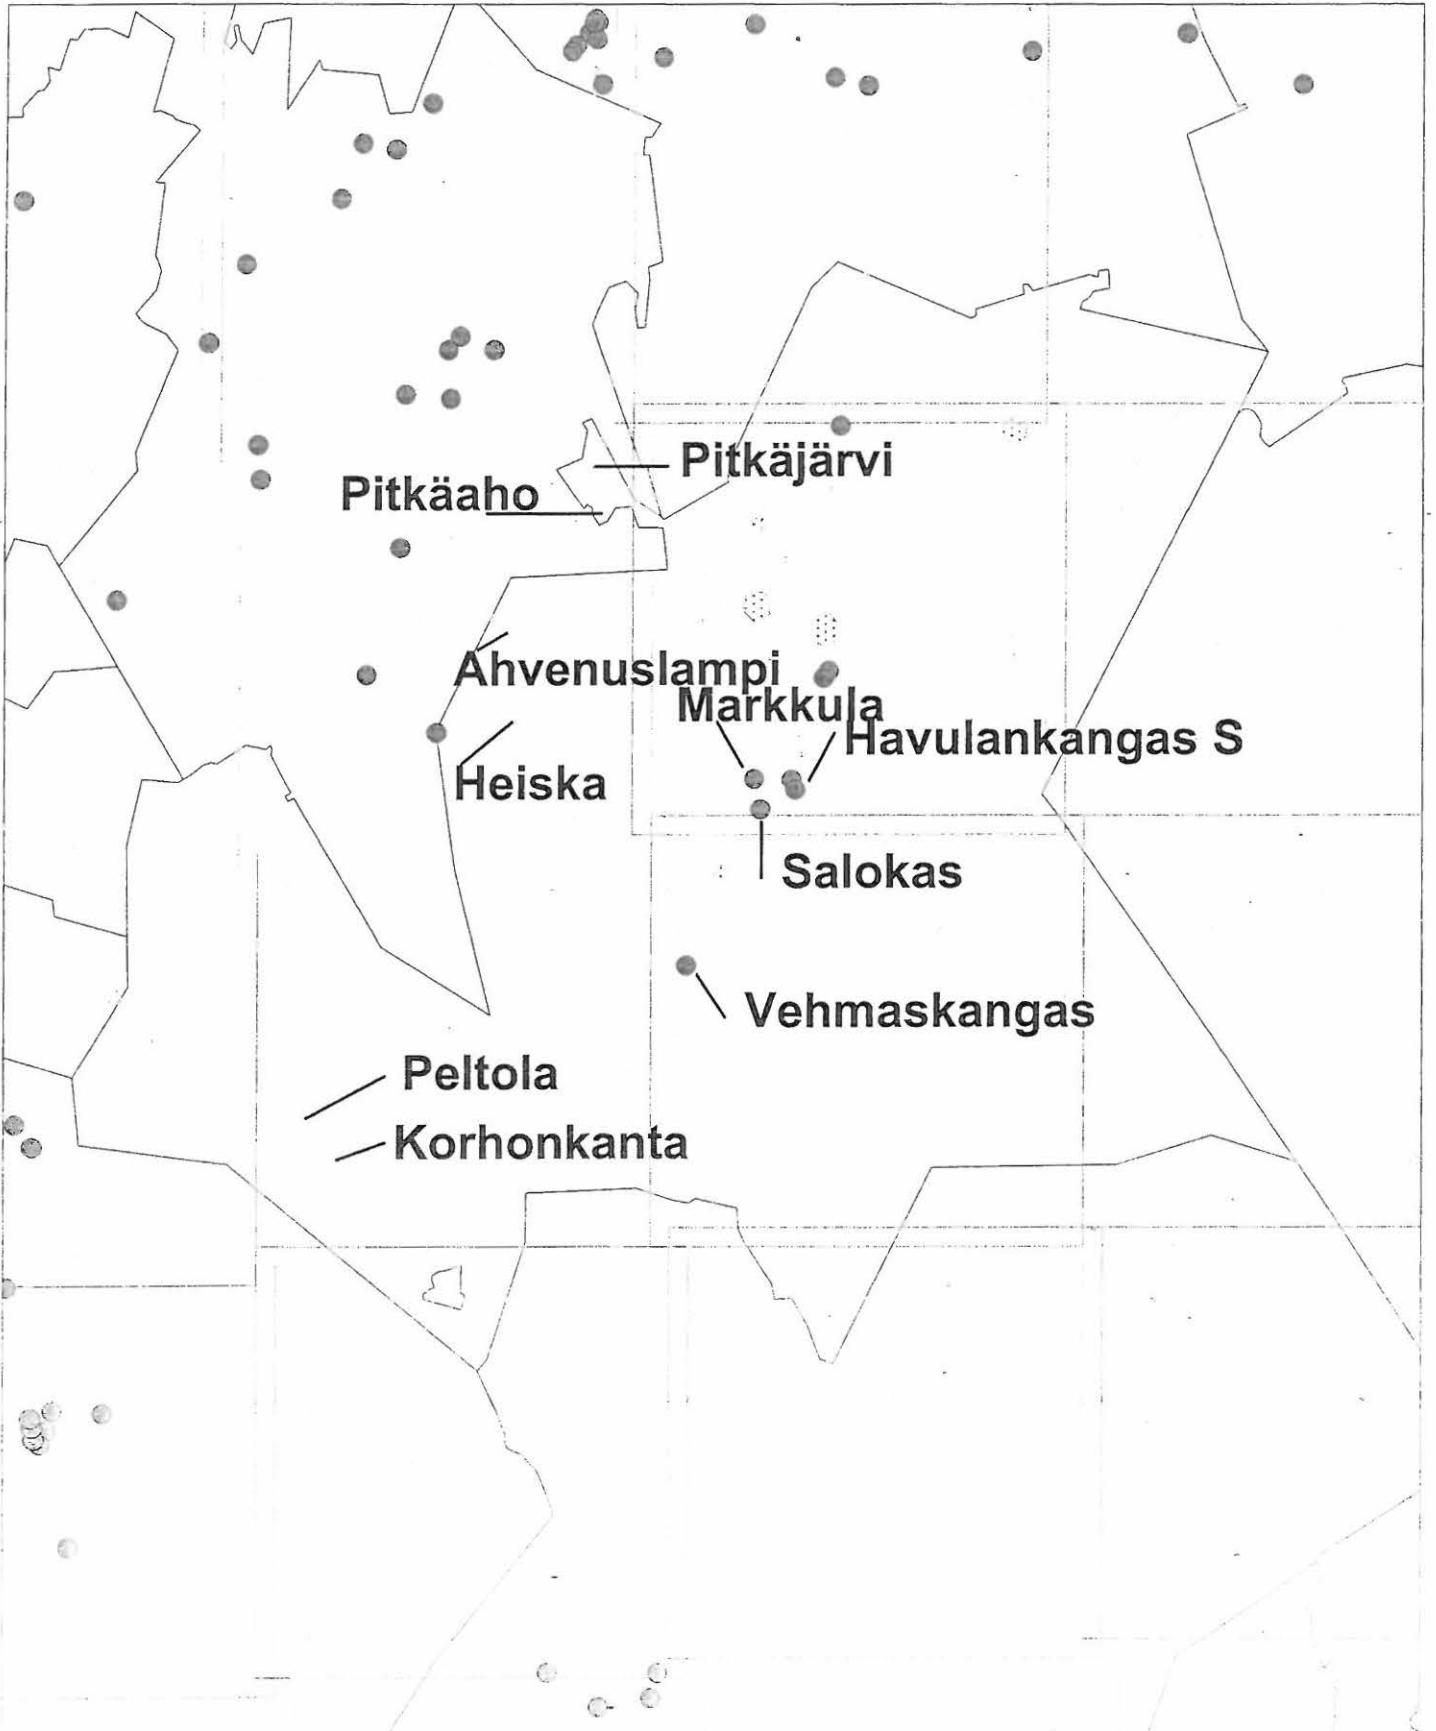 Pitkäjärvi
Pitkäaho
Ahvenuslampi
Markkula
Havulankangas S
Heiska
Salokas
Vehmaskangas
Peltola
Korhonkanta